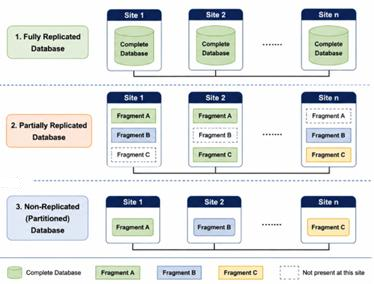 Site 1
Site 2
Site n
1. Fully Replicated
Database
Complete
Database
Complete
Database
.......
Complete
Database
Site 1
Site 2
Site n
2. Partially Replicated
Database
Fragment A
Fragment B
Fragment C
Fragment A
Fragment B
Fragment C
.......
Fragment A
Fragment B
Fragment C
Site 1
Site 2
Site n
3. Non-Replicated
(Partitioned)
Database
Fragment A
Fragment B
.......
Fragment C
Complete Database
Fragment A
Fragment B
Fragment C
Not present at this site